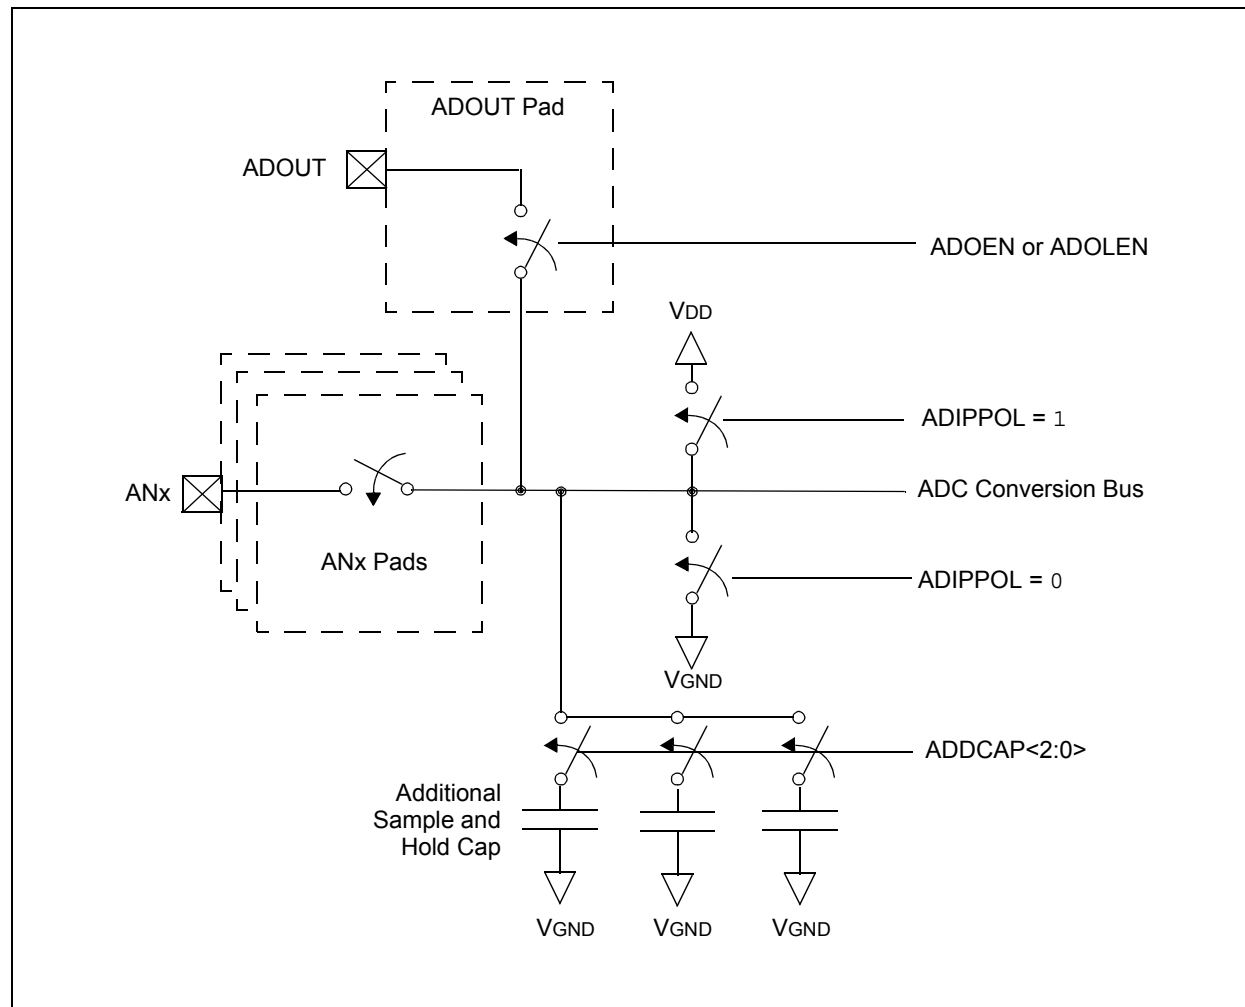 ADOUT Pad
ADOUT
ADOEN or ADOLEN
VDD
ADIPPOL = 1
ANx
ADC Conversion Bus
ANx Pads
ADIPPOL = 0
VGND
ADDCAP<2:0>
Additional
Sample and
Hold Cap
VGND
VGND
VGND